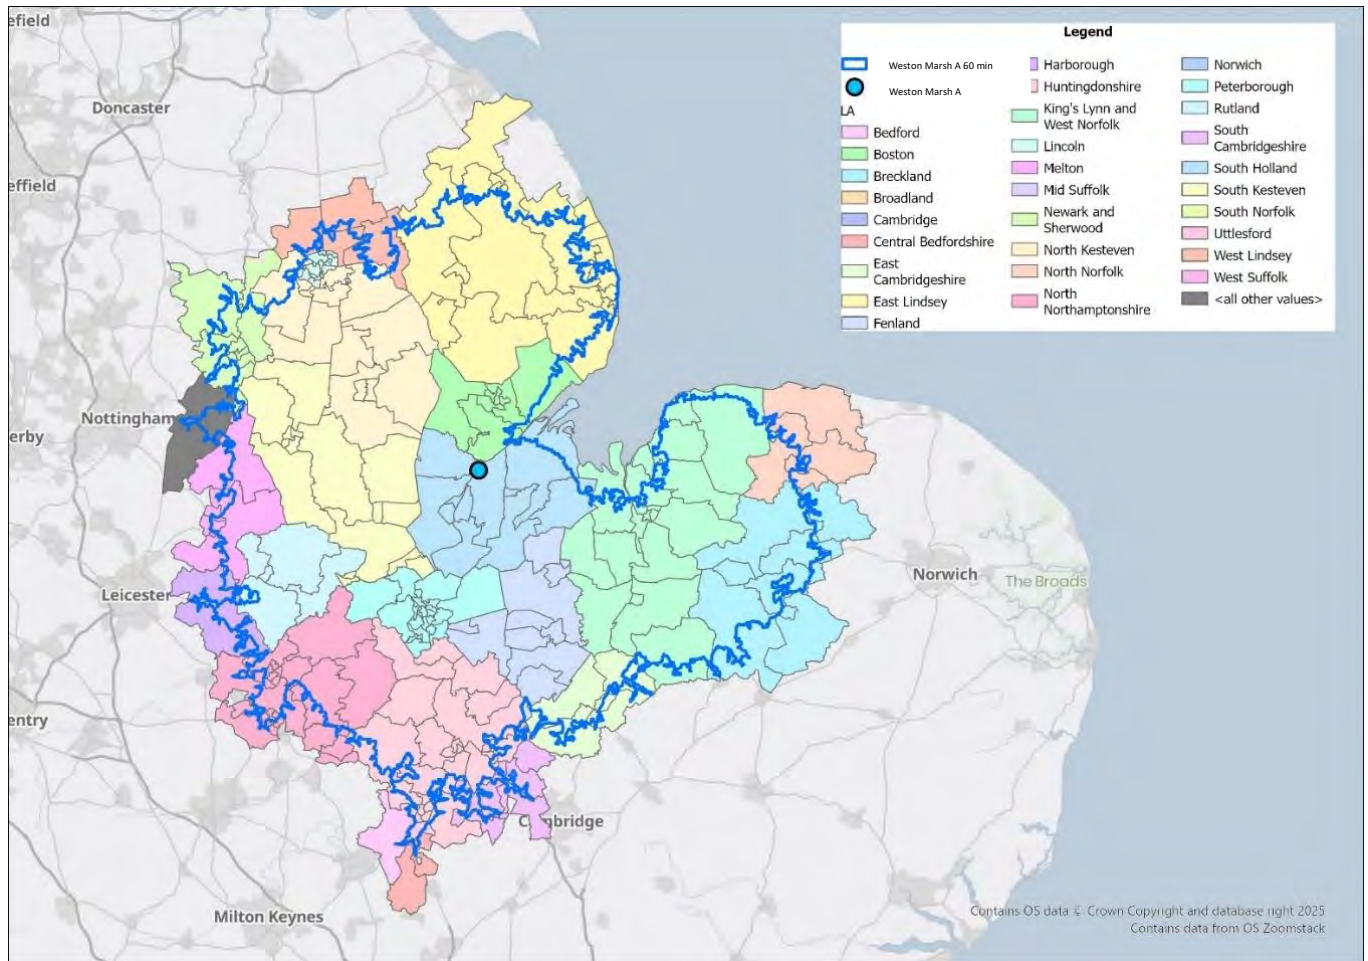 Legend
Weston Marsh A 60 min
Weston Marsh A
LA
Bedford
Boston
Breckland
Broadland
Cambridge
Central Bedfordshire
East
Cambridgeshire
East Lindsey
Fenland
Harborough
Huntingdonshire
King's Lynn and
West Norfolk
Lincoln
Melton
Mid Suffolk
Newark and
Sherwood
North Kesteven
North Norfolk
North
Northamptonshire
Norwich
Peterborough
Rutland
South
Cambridgeshire
South Holland
South Kesteven
South Norfolk
Uttlesford
West Lindsey
West Suffolk
<all other values>
efield
Doncaster
effield
Nottingham
erby
Leicester
Norwich
The Broads
entry
C mbridge
Milton Keynes
Contains OS data © Crown Copyright and database right 2025
Contains data from OS Zoomstack